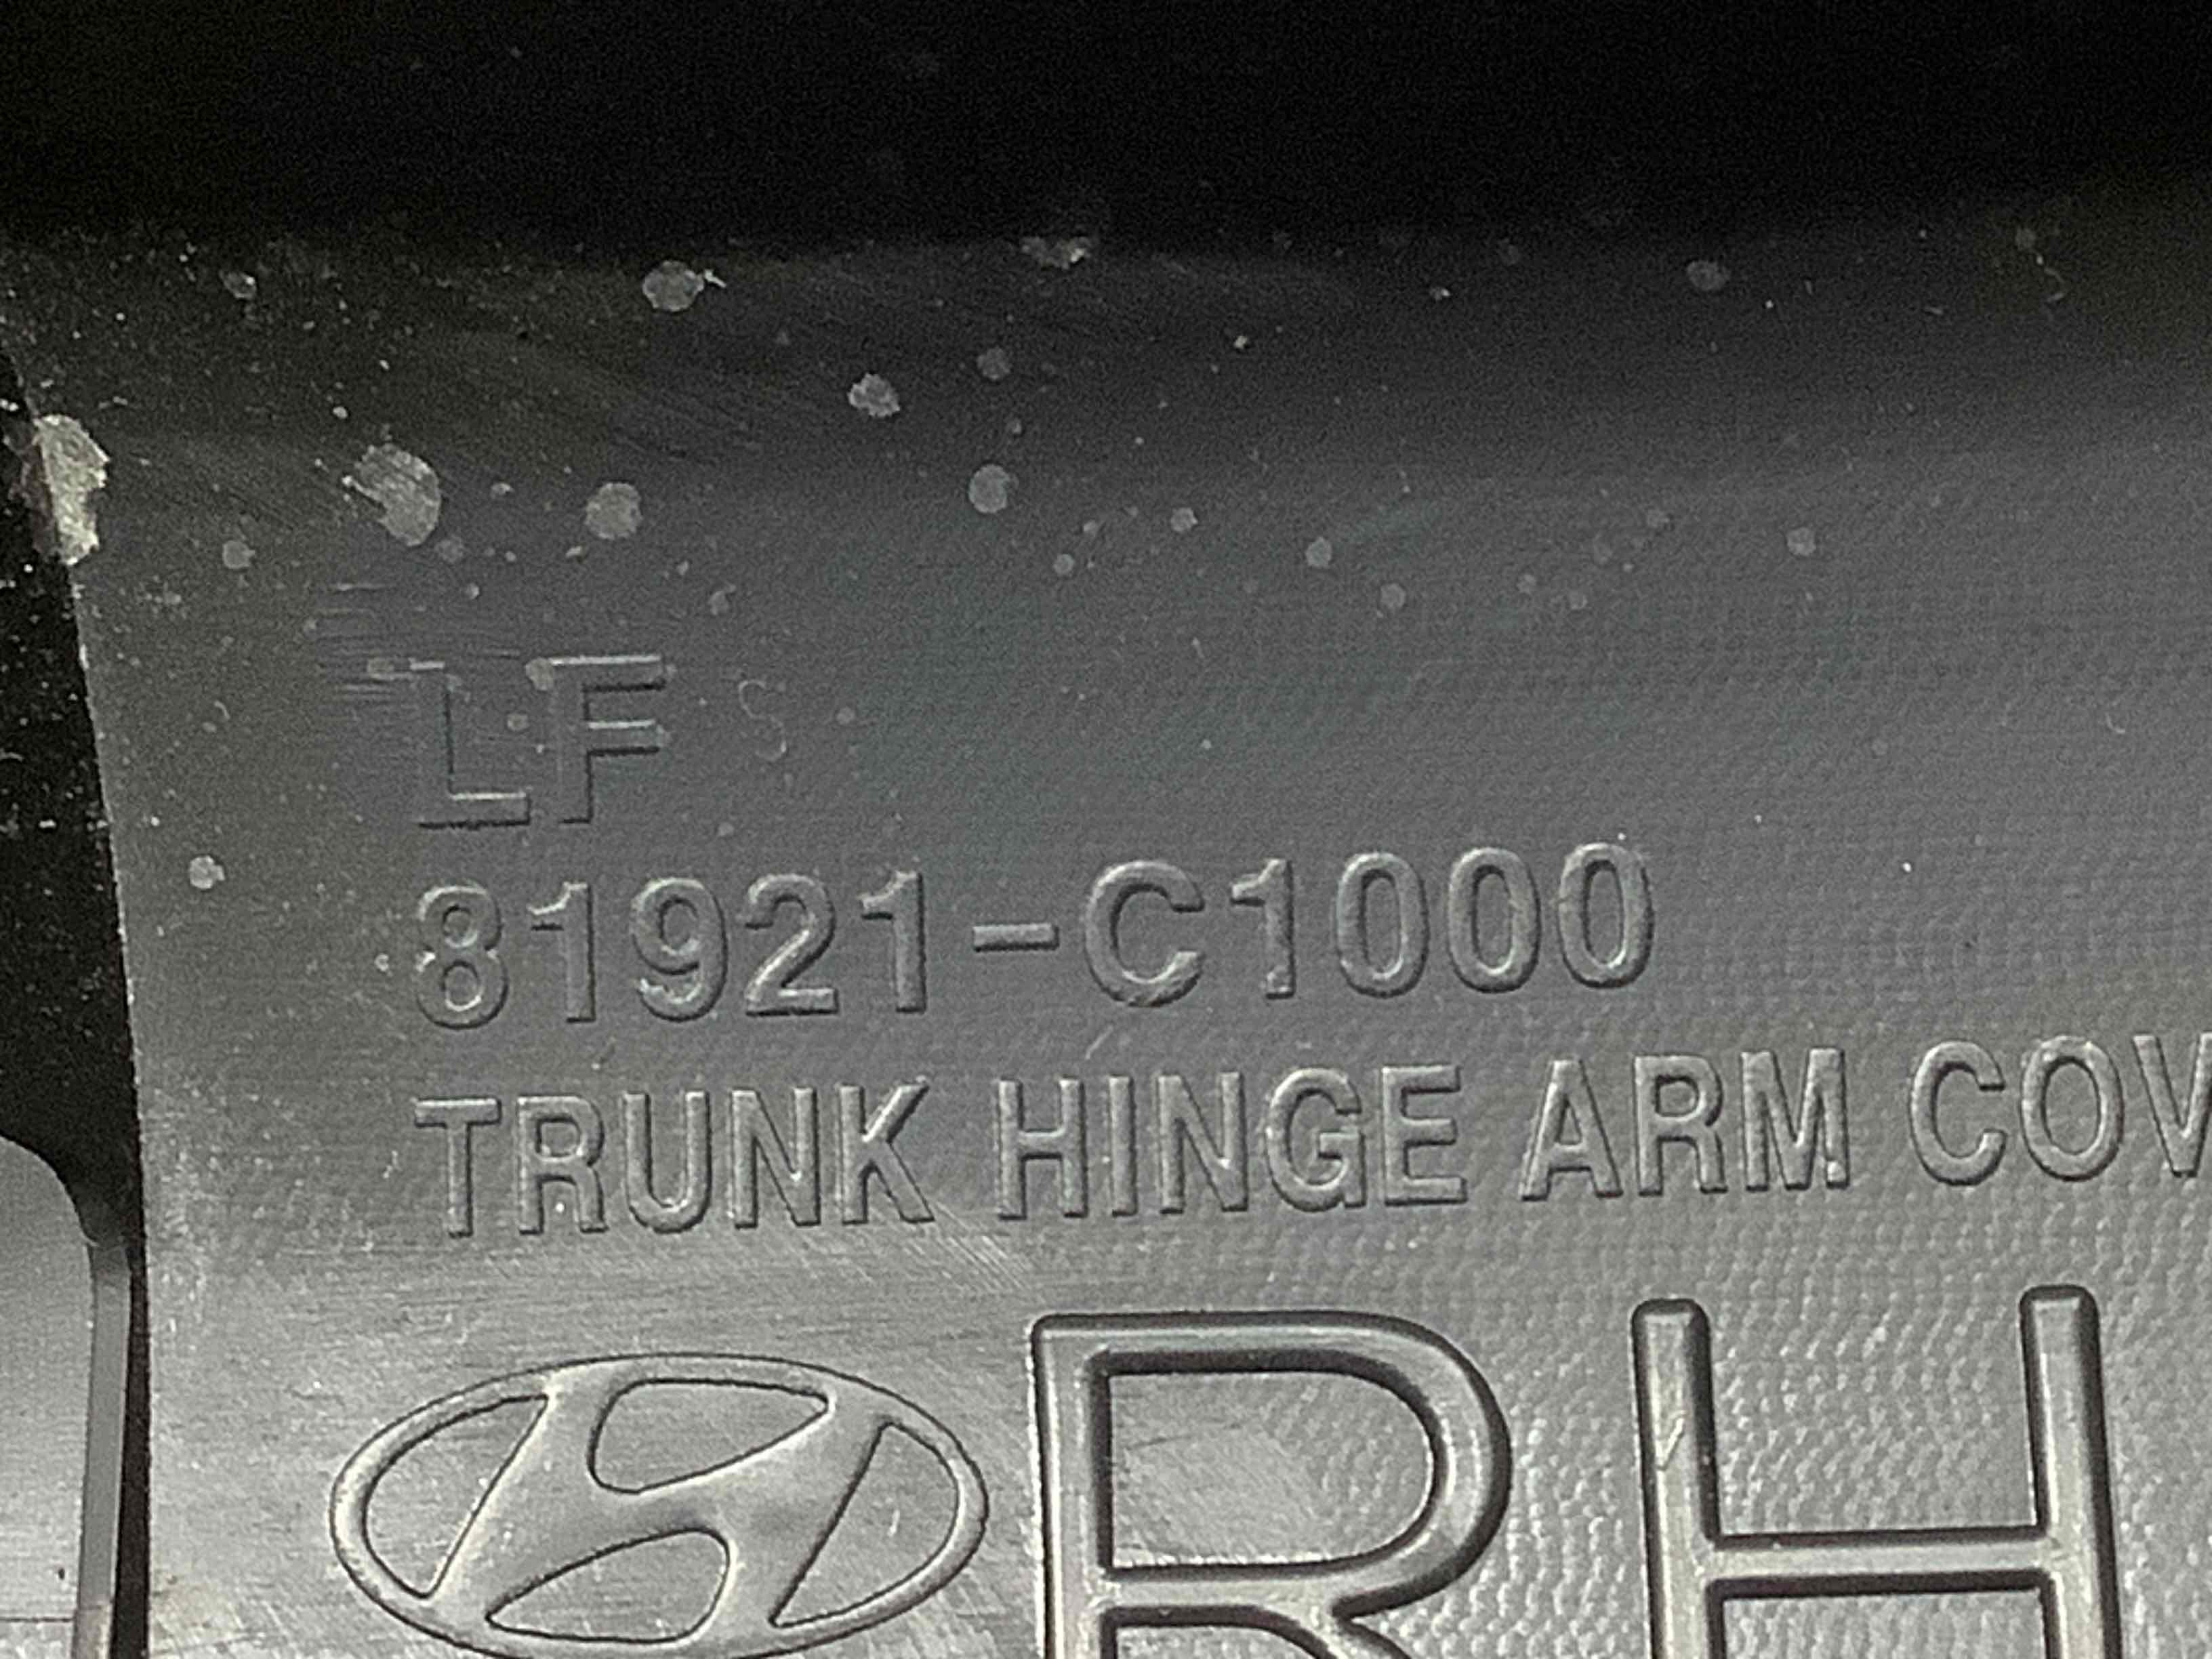 LF
81921-C1000
TRUNK HINGE ARM COV
RH